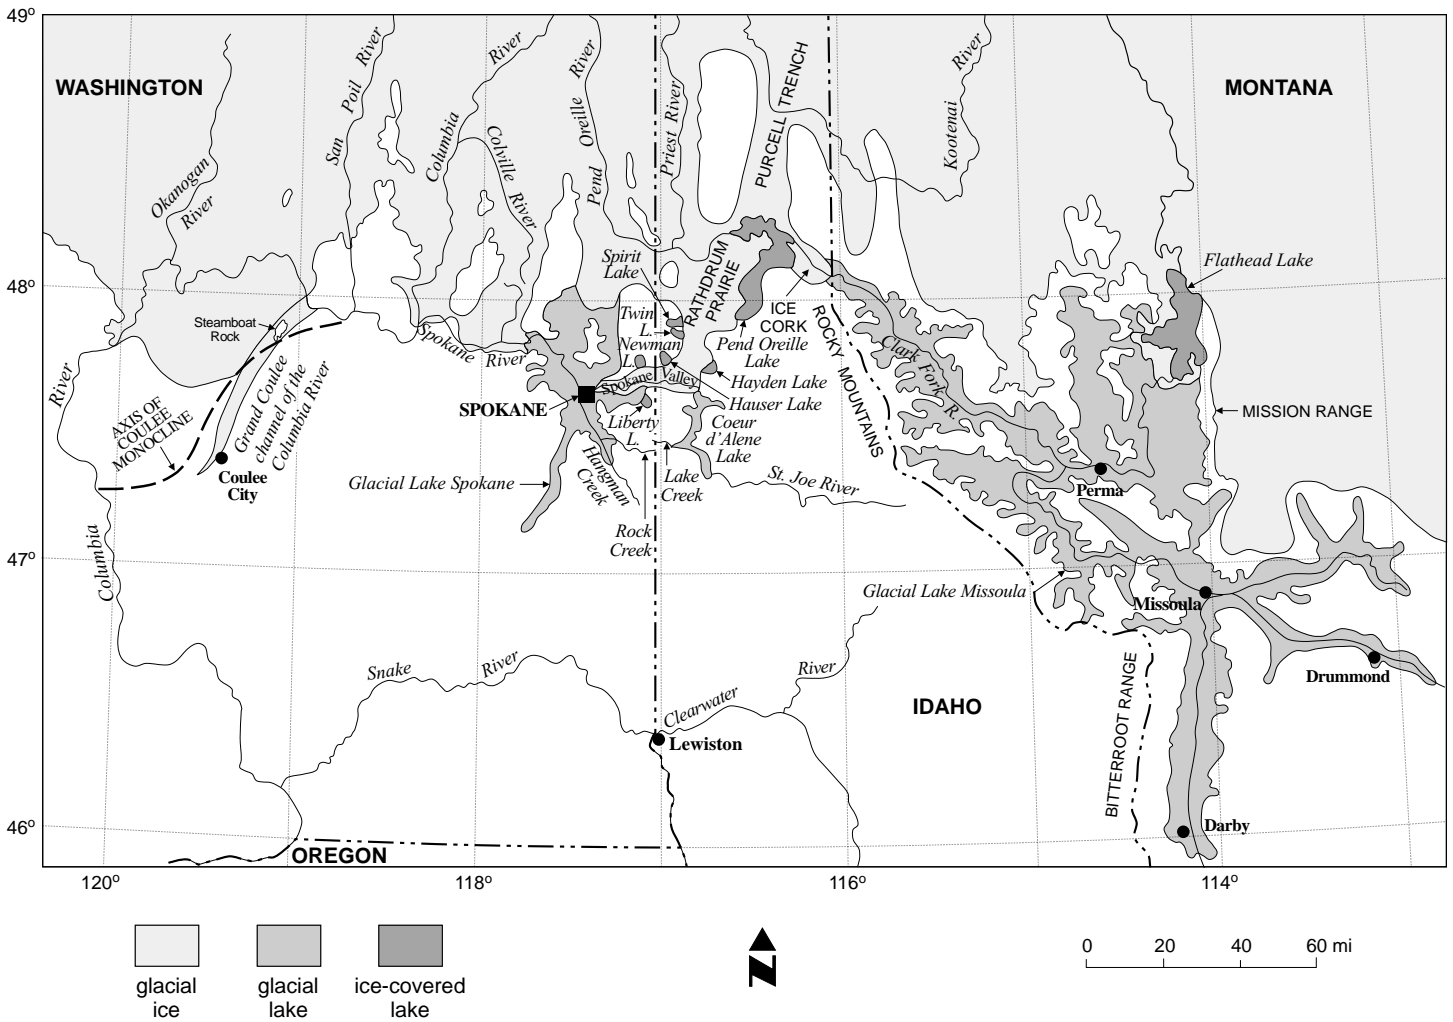 49°
WASHINGTON
MONTANA
Okanogan
River
San Poil River
Columbia River
Colville River
Pend Oreille River
Priest River
PURCELL TRENCH
Kootenai River
48°
Steamboat
Rock
Spirit
Lake
RATHDRUM
PRAIRIE
Flathead Lake
Twin
L.
Newman
L.
ICE
CORK
Pend Oreille
Lake
ROCKY MOUNTAINS
Clark Fork R.
Spokane River
Spokane Valley
Hayden Lake
Hauser Lake
SPOKANE
Liberty
L.
Coeur
d'Alene
Lake
MISSION RANGE
River
AXIS OF
COULEE
MONOCLINE
Grand Coulee
channel of the
Columbia River
Coulee
City
Glacial Lake Spokane
Hangman
Creek
Lake
Creek
St. Joe River
Perma
Rock
Creek
47°
Columbia
Glacial Lake Missoula
Missoula
Drummond
Snake River
Clearwater River
Lewiston
IDAHO
BITTERROOT RANGE
46°
Darby
OREGON
120°
118°
116°
114°
glacial
ice
glacial
lake
ice-covered
lake
N
0 20 40 60 mi